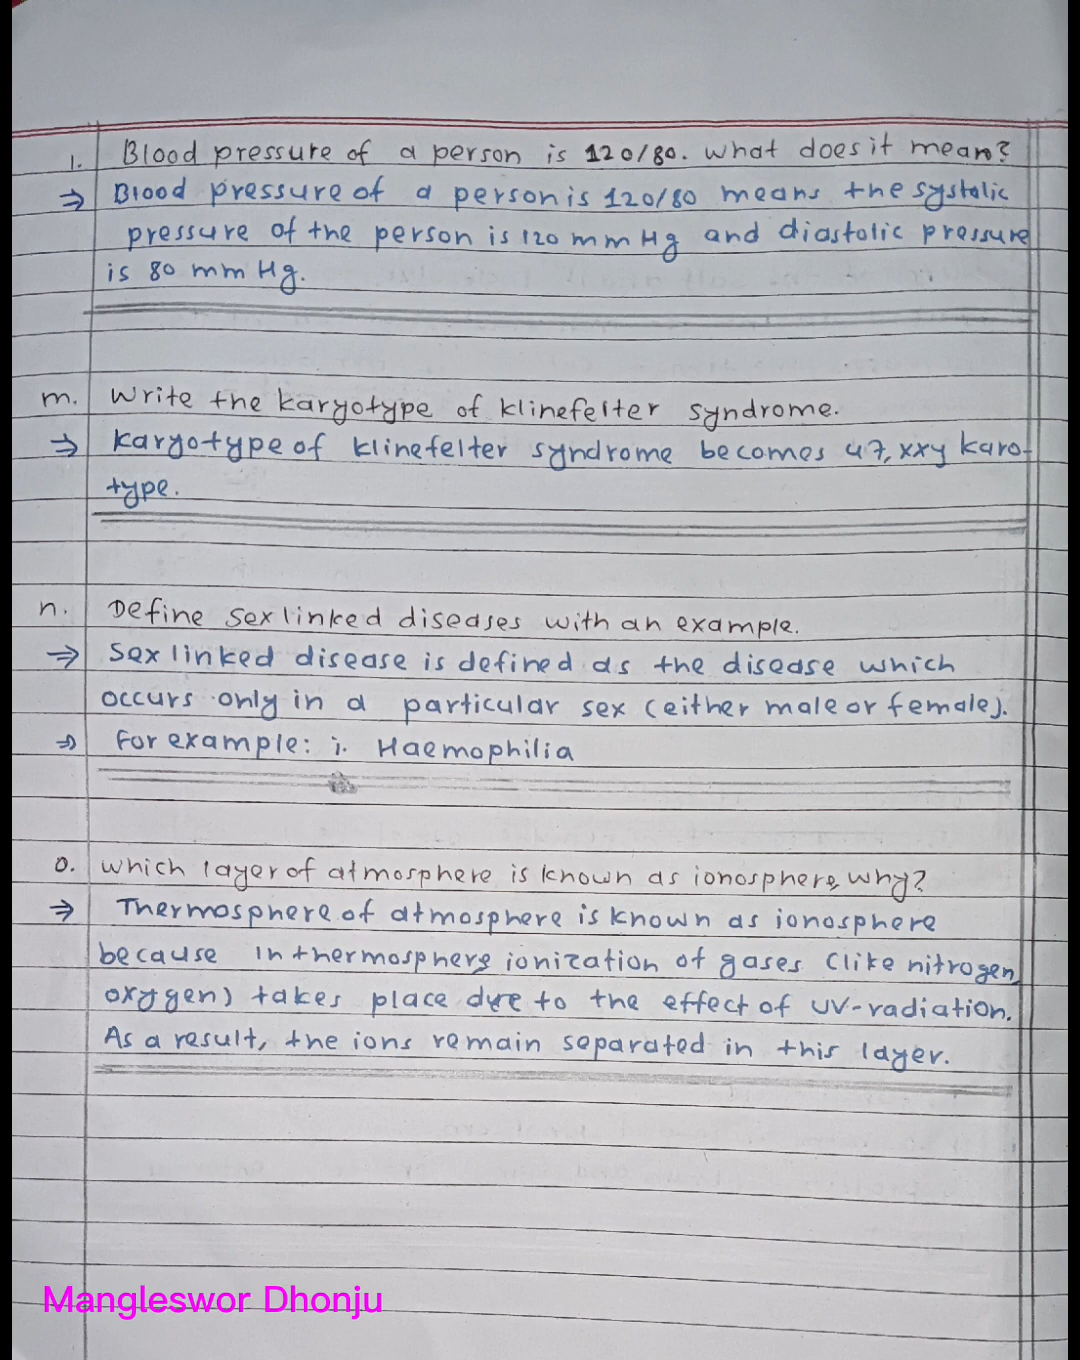 l. Blood pressure of a person is 120/80. What does it mean?
⇒ Blood pressure of a person is 120/80 means the systolic
pressure of the person is 120 mm Hg and diastolic pressure
is 80 mm Hg.
m. Write the karyotype of klinefelter syndrome.
⇒ karyotype of klinefelter syndrome becomes 47, xxy karo-
type.
n. Define sex linked diseases with an example.
⇒ Sex linked disease is defined as the disease which
occurs only in a particular sex (either male or female).
⇒ For example: i. Haemophilia
o. Which layer of atmosphere is known as ionosphere, why?
⇒ Thermosphere of atmosphere is known as ionosphere
because in thermosphere ionization of gases (like nitrogen,
oxygen) takes place due to the effect of UV-radiation.
As a result, the ions remain separated in this layer.
Mangleswor Dhonju